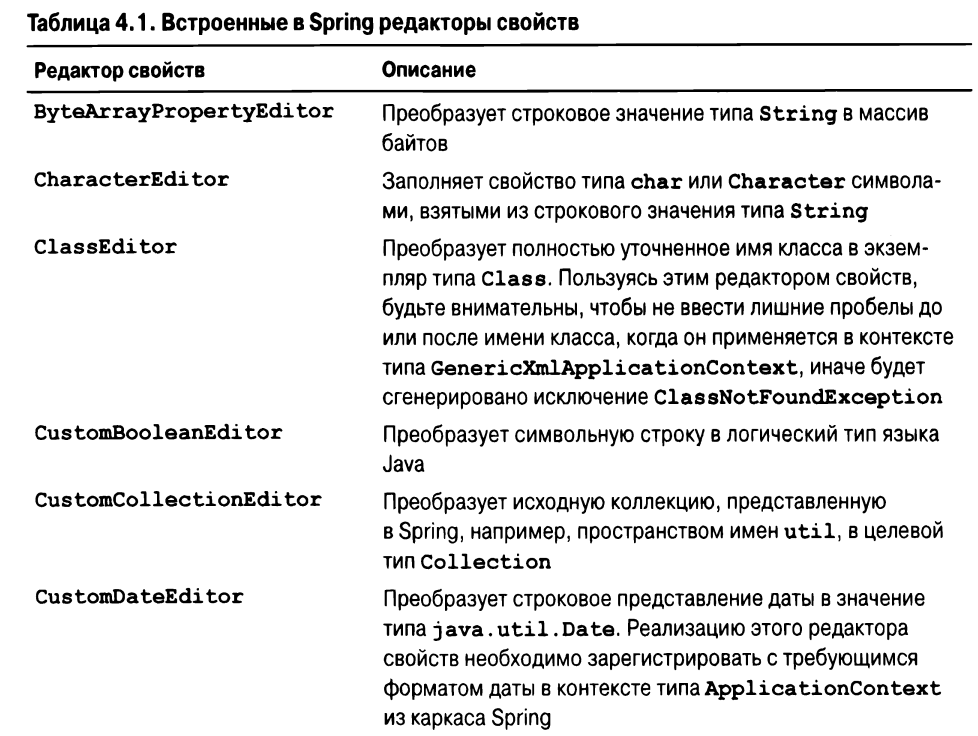 Таблица 4.1. Встроенные в Spring редакторы свойств
Редактор свойств Описание
ByteArrayPropertyEditor Преобразует строковое значение типа String в массив
байтов
CharacterEditor Заполняет свойство типа char или Character символа-
ми, взятыми из строкового значения типа String
ClassEditor Преобразует полностью уточненное имя класса в экзем-
пляр типа Class. Пользуясь этим редактором свойств,
будьте внимательны, чтобы не ввести лишние пробелы до
или после имени класса, когда он применяется в контексте
типа GenericXmlApplicationContext, иначе будет
сгенерировано исключение ClassNotFoundException
CustomBooleanEditor Преобразует символьную строку в логический тип языка
Java
CustomCollectionEditor Преобразует исходную коллекцию, представленную
в Spring, например, пространством имен util, в целевой
тип Collection
CustomDateEditor Преобразует строковое представление даты в значение
типа java.util.Date. Реализацию этого редактора
свойств необходимо зарегистрировать с требующимся
форматом даты в контексте типа ApplicationContext
из каркаса Spring